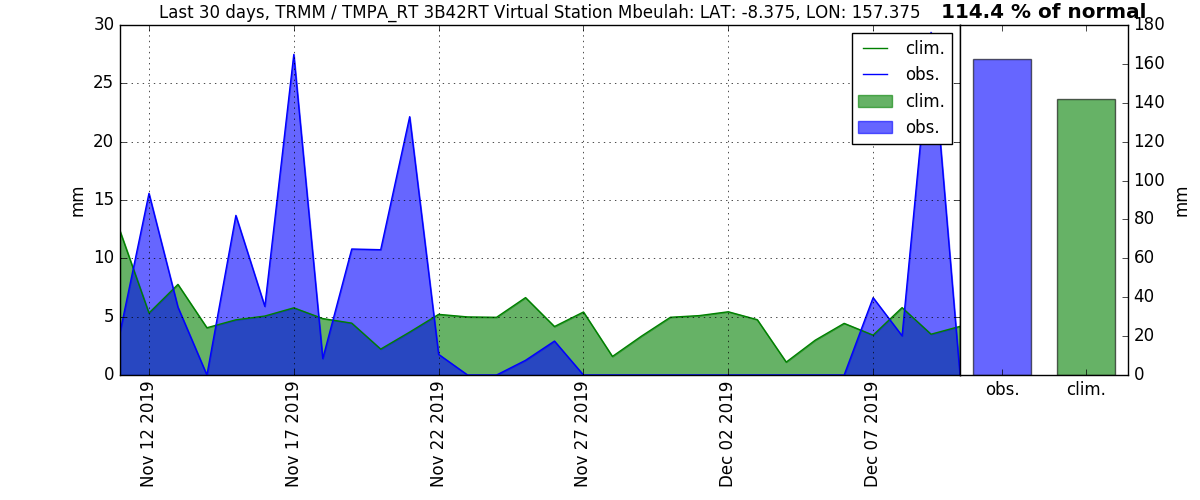 Last 30 days, TRMM / TMPA_RT 3B42RT Virtual Station Mbeulah: LAT: -8.375, LON: 157.375
114.4 % of normal
30
25
20
15
10
5
0
mm
clim.
obs.
clim.
obs.
180
160
140
120
100
80
60
40
20
0
mm
obs.
clim.
Nov 12 2019
Nov 17 2019
Nov 22 2019
Nov 27 2019
Dec 02 2019
Dec 07 2019